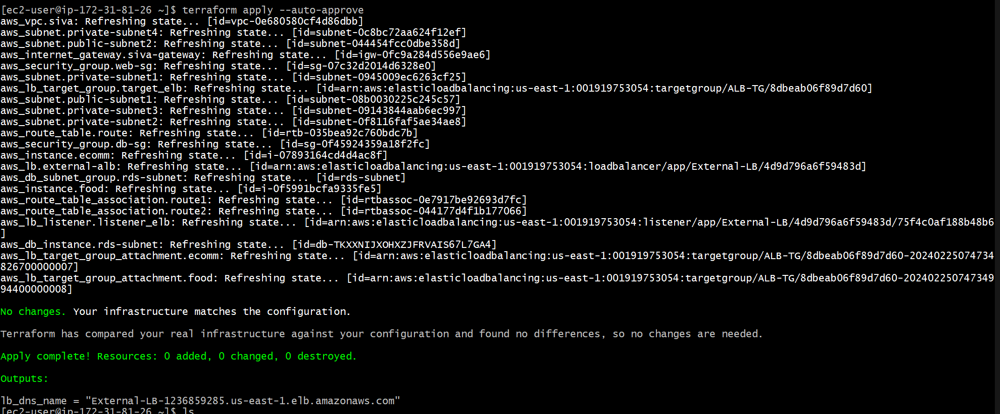 [ec2-user@ip-172-31-81-26 ~]$ terraform apply --auto-approve
aws_vpc.siva: Refreshing state... [id=vpc-0e680580cf4d86dbb]
aws_subnet.private-subnet4: Refreshing state... [id=subnet-0c8bc72aa624f12ef]
aws_subnet.public-subnet2: Refreshing state... [id=subnet-044454fcc0dbe358d]
aws_internet_gateway.siva-gateway: Refreshing state... [id=igw-0fc9a284d556e9ae6]
aws_security_group.web-sg: Refreshing state... [id=sg-07c32d2014d6328e0]
aws_subnet.private-subnet1: Refreshing state... [id=subnet-0945009ec6263cf25]
aws_lb_target_group.target_elb: Refreshing state... [id=arn:aws:elasticloadbalancing:us-east-1:001919753054:targetgroup/ALB-TG/8dbeab06f89d7d60]
aws_subnet.public-subnet1: Refreshing state... [id=subnet-08b0030225c245c57]
aws_subnet.private-subnet3: Refreshing state... [id=subnet-09143844aab6ec997]
aws_subnet.private-subnet2: Refreshing state... [id=subnet-0f8116faf5ae34ae8]
aws_route_table.route: Refreshing state... [id=rtb-035bea92c760bdc7b]
aws_security_group.db-sg: Refreshing state... [id=sg-0f45924359a18f2fc]
aws_instance.ecomm: Refreshing state... [id=i-07893164cd4d4ac8f]
aws_lb.external-alb: Refreshing state... [id=arn:aws:elasticloadbalancing:us-east-1:001919753054:loadbalancer/app/External-LB/4d9d796a6f59483d]
aws_db_subnet_group.rds-subnet: Refreshing state... [id=rds-subnet]
aws_instance.food: Refreshing state... [id=i-0f5991bcfa9335fe5]
aws_route_table_association.route1: Refreshing state... [id=rtbassoc-0e7917be92693d7fc]
aws_route_table_association.route2: Refreshing state... [id=rtbassoc-044177d4f1b177066]
aws_lb_listener.listener_elb: Refreshing state... [id=arn:aws:elasticloadbalancing:us-east-1:001919753054:listener/app/External-LB/4d9d796a6f59483d/75f4c0af188b48b6
]
aws_db_instance.rds-subnet: Refreshing state... [id=db-TKXXNIJXOHXZJFRVAIS67L7GA4]
aws_lb_target_group_attachment.ecomm: Refreshing state... [id=arn:aws:elasticloadbalancing:us-east-1:001919753054:targetgroup/ALB-TG/8dbeab06f89d7d60-20240225074734
826700000007]
aws_lb_target_group_attachment.food: Refreshing state... [id=arn:aws:elasticloadbalancing:us-east-1:001919753054:targetgroup/ALB-TG/8dbeab06f89d7d60-202402250747349
94400000008]
No changes. Your infrastructure matches the configuration.
Terraform has compared your real infrastructure against your configuration and found no differences, so no changes are needed.
Apply complete! Resources: 0 added, 0 changed, 0 destroyed.
Outputs:
lb_dns_name = "External-LB-1236859285.us-east-1.elb.amazonaws.com"
[ec2-user@ip-172-31-81-26 ~]$ ls